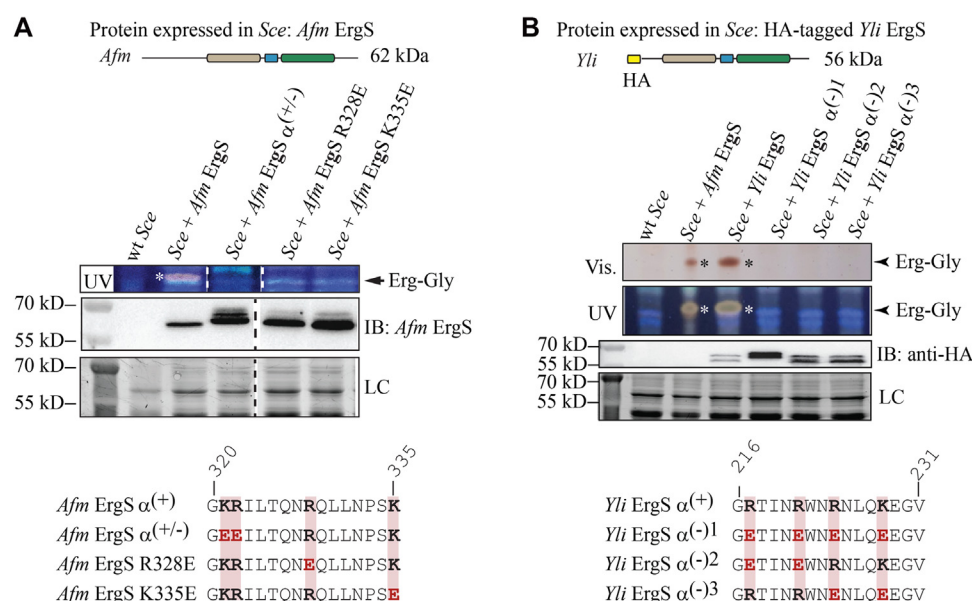 A
Protein expressed in Sce: Afm ErgS
Afm
62 kDa
wt Sce
Sce + Afm ErgS
Sce + Afm ErgS α(+/-)
Sce + Afm ErgS R328E
Sce + Afm ErgS K335E
UV
*
Erg-Gly
70 kD
55 kD
IB: Afm ErgS
70 kD
55 kD
LC
320
335
Afm ErgS α(+) GKRILTQNRQLLNPSK
Afm ErgS α(+/-) GEEILTQNRQLLNPSK
Afm ErgS R328E GKRILTQNEQLLNPSK
Afm ErgS K335E GKRILTQNRQLLNPSE
B
Protein expressed in Sce: HA-tagged Yli ErgS
Yli
56 kDa
HA
wt Sce
Sce + Afm ErgS
Sce + Yli ErgS
Sce + Yli ErgS α(-)1
Sce + Yli ErgS α(-)2
Sce + Yli ErgS α(-)3
Vis.
* *
Erg-Gly
UV
* *
Erg-Gly
70 kD
55 kD
IB: anti-HA
70 kD
55 kD
LC
216
231
Yli ErgS α(+) GRTINRWNRNLQKEGV
Yli ErgS α(-)1 GETINEWNENLQEEGV
Yli ErgS α(-)2 GETINEWNRNLQKEGV
Yli ErgS α(-)3 GRTINRWNENLQEEGV